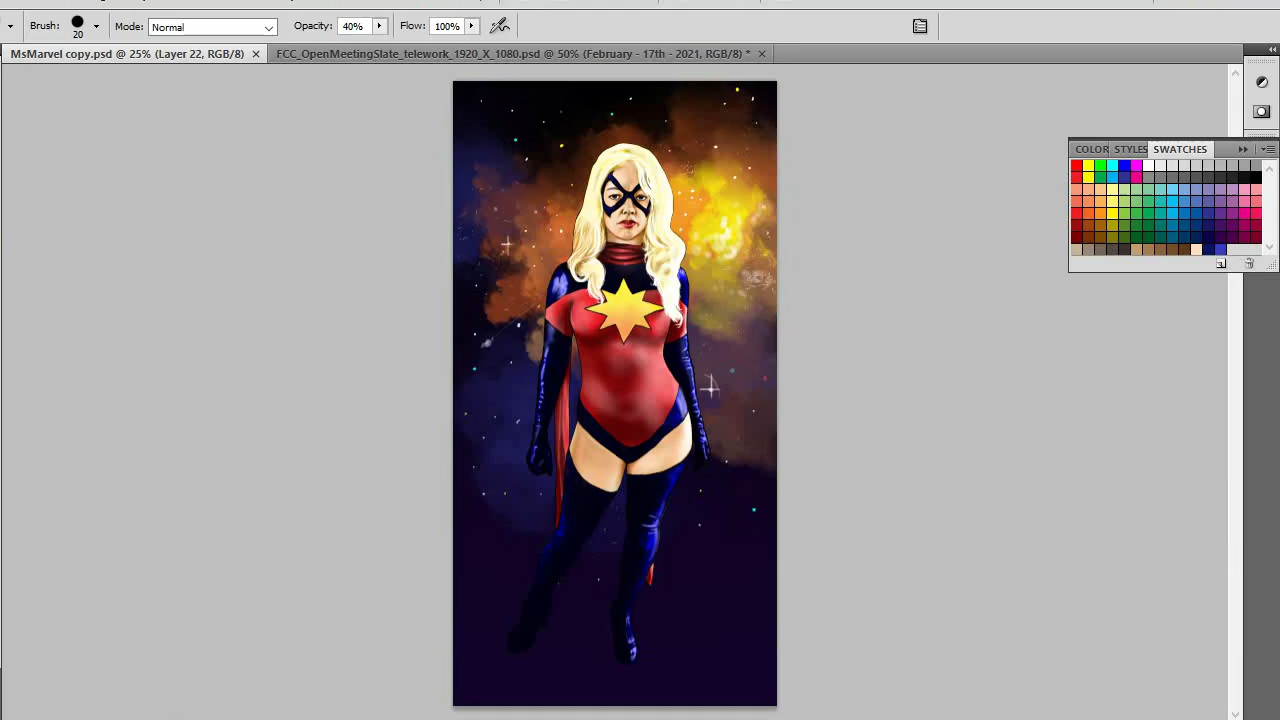 Brush: 20 Mode: Normal Opacity: 40% Flow: 100%
MsMarvel copy.psd @ 25% (Layer 22, RGB/8) × FCC_OpenMeetingSlate_telework_1920_X_1080.psd @ 50% (February - 17th - 2021, RGB/8) * ×
COLOR STYLES SWATCHES